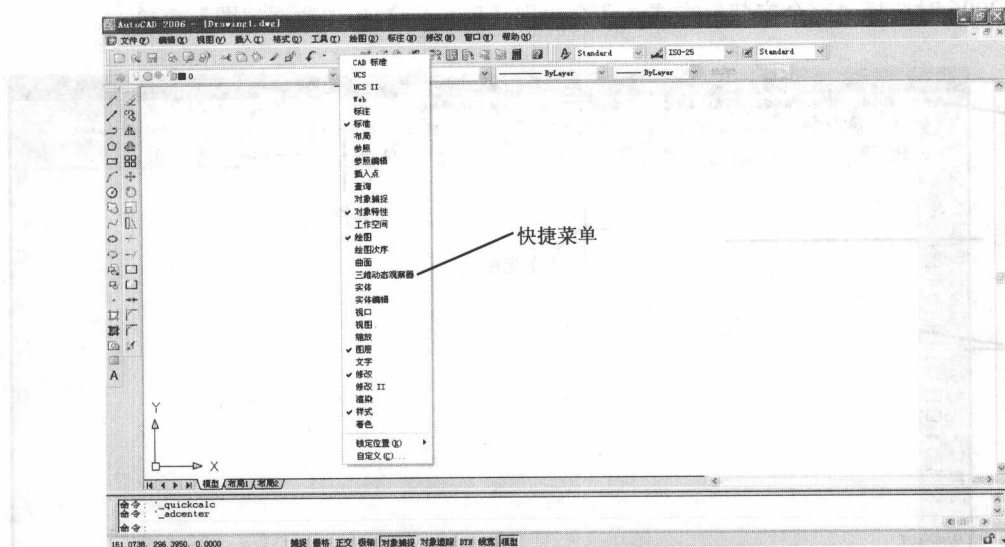 AutoCAD 2006 - [Drawing1.dwg]
文件(F) 编辑(E) 视图(V) 插入(I) 格式(O) 工具(T) 绘图(D) 标注(N) 修改(M) 窗口(W) 帮助(H)
Standard ISO-25 Standard
0 ByLayer ByLayer
CAD 标准
UCS
UCS II
Web
标注
标准
布局
参照
参照编辑
插入点
查询
对象捕捉
对象特性
工作空间
绘图
绘图次序
曲面
三维动态观察器
实体
实体编辑
视口
视图
缩放
图层
文字
修改
修改 II
渲染
样式
着色
锁定位置(K)
自定义(C)...
快捷菜单
A
Y
X
模型 布局1 布局2
命令: '_quickcalc
命令: '_adcenter
命令:
161.0738, 296.3950, 0.0000 捕捉 栅格 正交 极轴 对象捕捉 对象追踪 DYN 线宽 模型